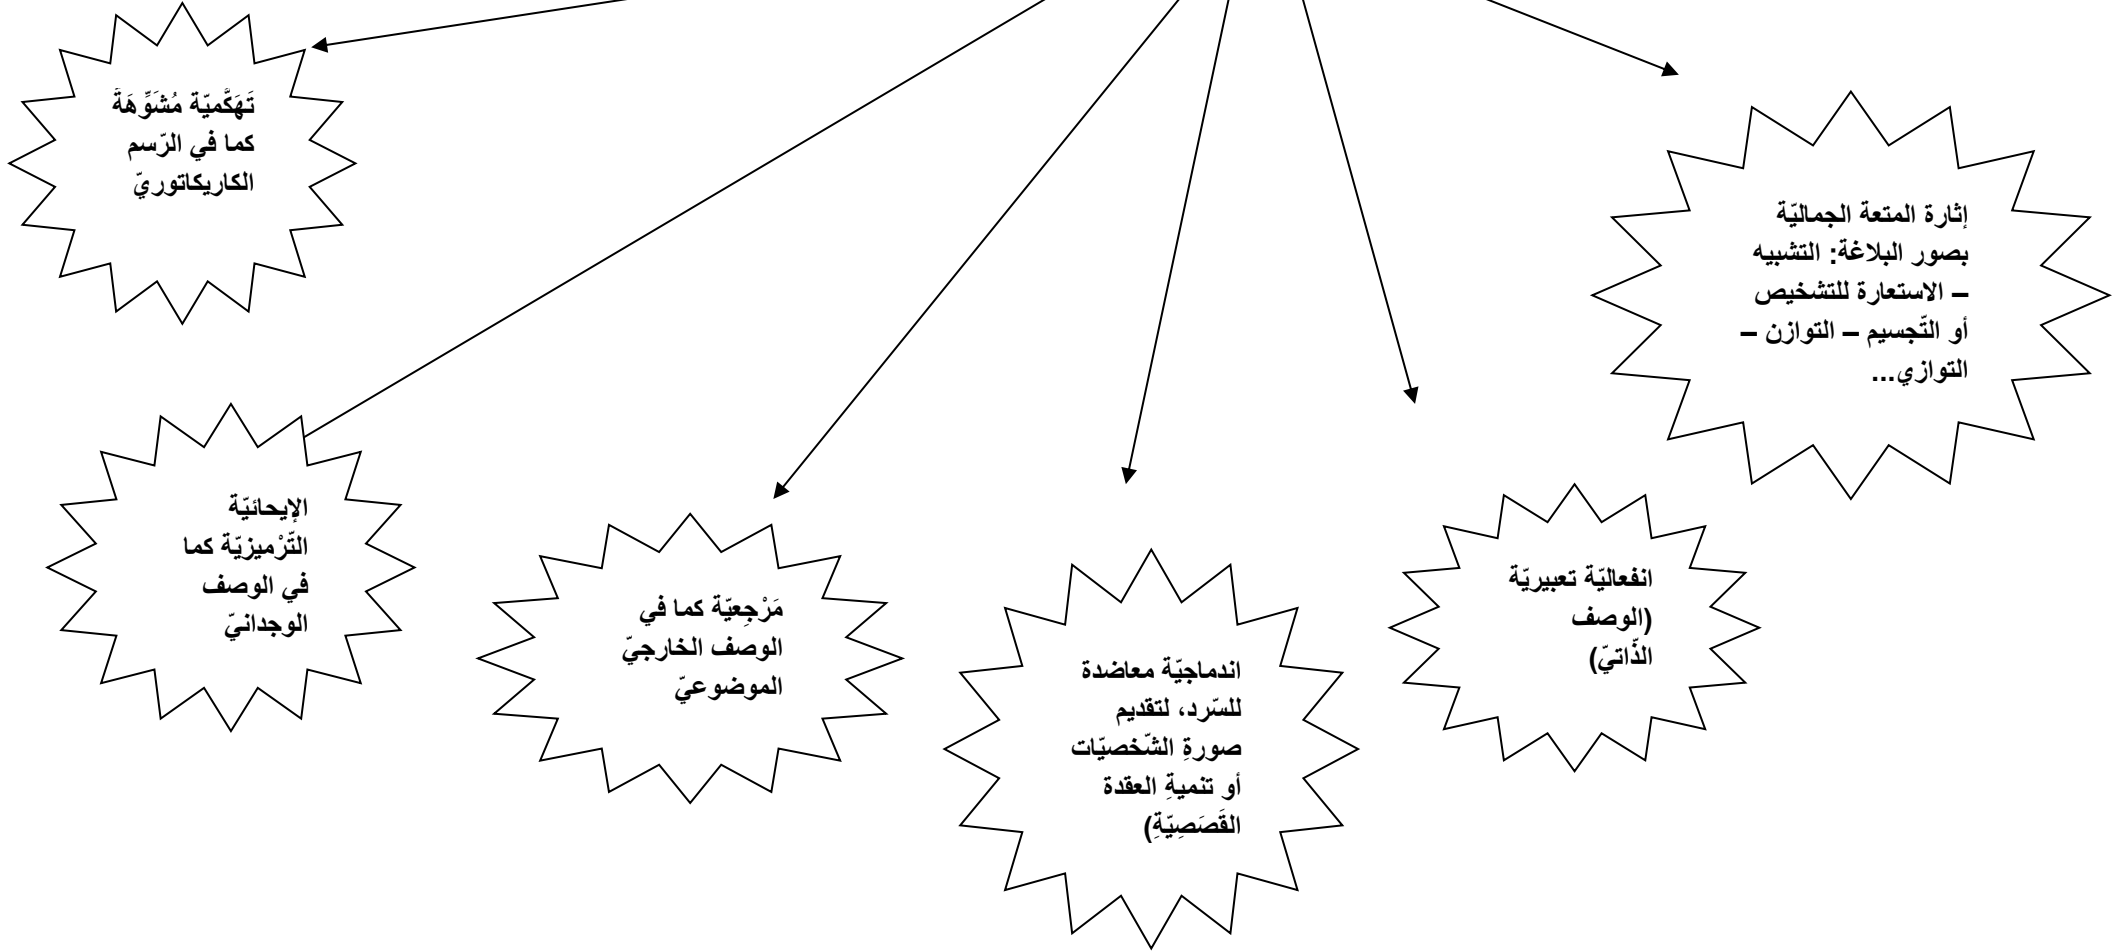 تَهَكُّميّة مُشَوِّهَةٌ
كما في الرّسم
الكاريكاتوريّ
إثارة المتعة الجماليّة
بصور البلاغة: التشبيه
– الاستعارة للتشخيص
أو التّجسيم – التوازن –
التوازي...
الإيحائيّة
التّرْميزيّة كما
في الوصف
الوجدانيّ
مَرْجِعيّة كما في
الوصف الخارجيّ
الموضوعيّ
اندماجيّة معاضدة
للسّرد، لتقديم
صورةِ الشّخصيّات
أو تنميةِ العقدة
القَصَصِيّةِ)
انفعاليّة تعبيريّة
(الوصف
الذّاتيّ)